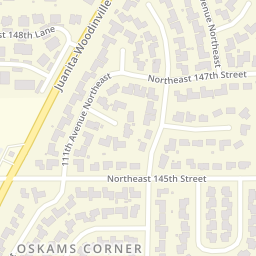 t 148th Lane
Juanita-Woodinville
Northeast 147th Street
111th Avenue Northeast
Avenue Northeast
Northeast 145th Street
OSKAMS CORNER